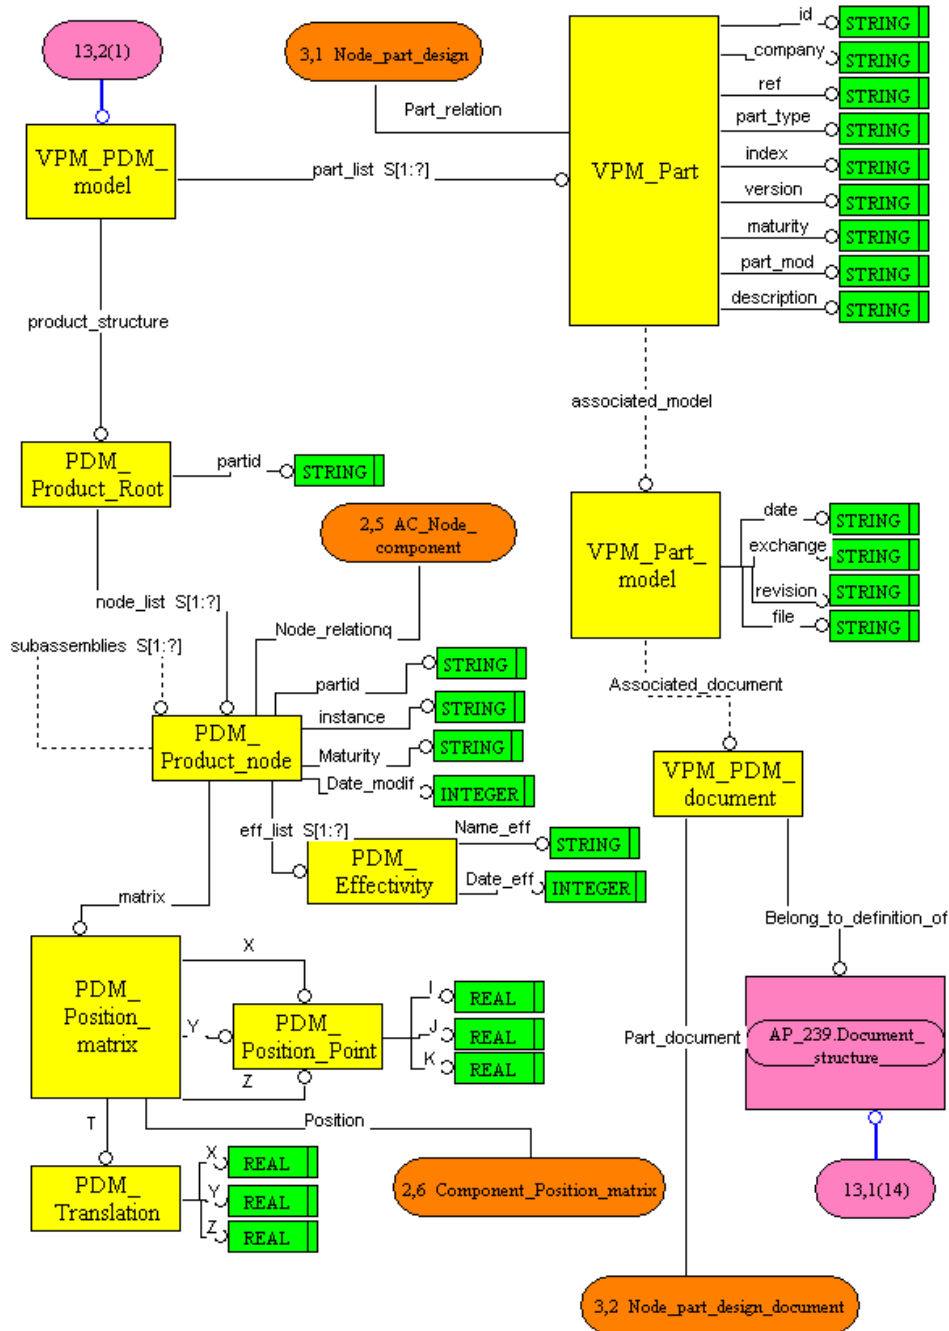 id
STRING
13,2(1)
3,1 Node_part_design
company
STRING
ref
STRING
Part_relation
part_type
STRING
VPM_PDM_
model
part_list S[1:?]
VPM_Part
index
STRING
version
STRING
maturity
STRING
part_mod
STRING
description
STRING
product_structure
associated_model
PDM_
Product_Root
partid
STRING
2,5 AC_Node_
component
VPM_Part_
model
date
STRING
exchange
STRING
revision
STRING
file
STRING
node_list S[1:?]
Node_relationq
subassemblies S[1:?]
partid
STRING
Associated_document
instance
STRING
PDM_
Product_node
Maturity
STRING
Date_modif
INTEGER
VPM_PDM_
document
eff_list S[1:?]
Name_eff
STRING
PDM_
Effectivity
Date_eff
INTEGER
matrix
Belong_to_definition_of
X
PDM_
Position_
matrix
I
REAL
Y
PDM_
Position_Point
J
REAL
Part_document
AP_239.Document_
structure
K
REAL
Z
T
Position
X
REAL
PDM_
Translation
Y
REAL
2,6 Component_Position_matrix
13,1(14)
Z
REAL
3,2 Node_part_design_document